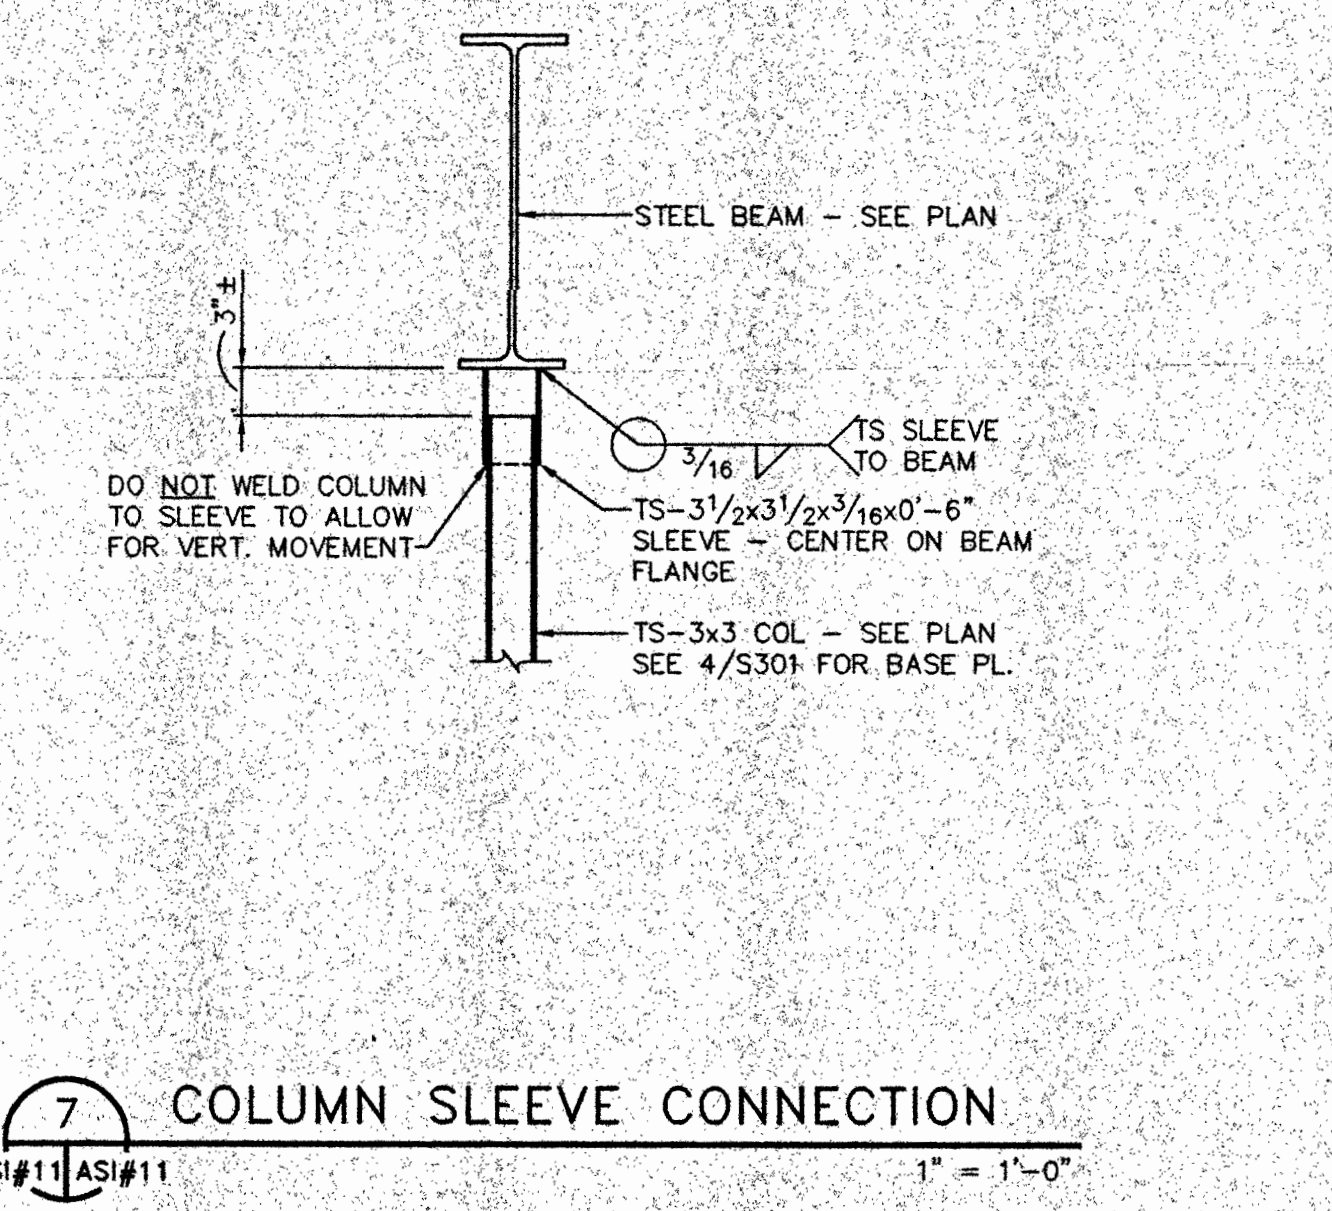 STEEL BEAM - SEE PLAN
3" ±
3/16
TS SLEEVE
TO BEAM
DO NOT WELD COLUMN
TO SLEEVE TO ALLOW
FOR VERT. MOVEMENT
TS-3 1/2x3 1/2x3/16x0'-6"
SLEEVE - CENTER ON BEAM
FLANGE
TS-3x3 COL - SEE PLAN
SEE 4/S301 FOR BASE PL.
7
COLUMN SLEEVE CONNECTION
SI#11 ASI#11
1" = 1'-0"